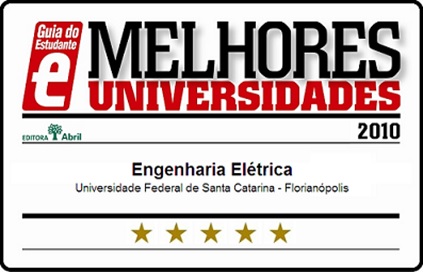 Guia do
Estudante
e
MELHORES
UNIVERSIDADES
EDITORA Abril
2010
Engenharia Elétrica
Universidade Federal de Santa Catarina - Florianópolis